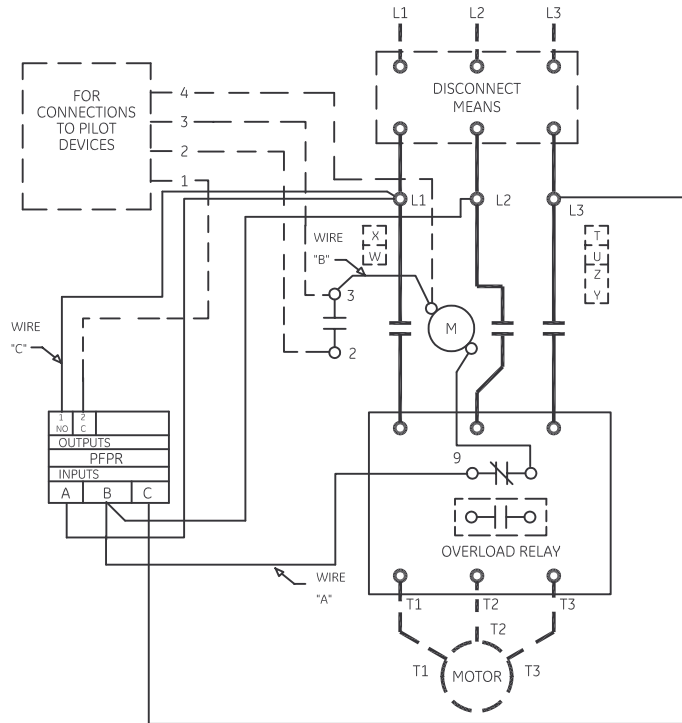 L1
L2
L3
DISCONNECT
MEANS
FOR
CONNECTIONS
TO PILOT
DEVICES
4
3
2
1
L1
L2
L3
WIRE
"B"
X
W
T
U
Z
Y
3
2
M
WIRE
"C"
1
NO
2
C
OUTPUTS
PFPR
INPUTS
A
B
C
9
OVERLOAD RELAY
WIRE
"A"
T1
T2
T3
T2
T1
T3
MOTOR